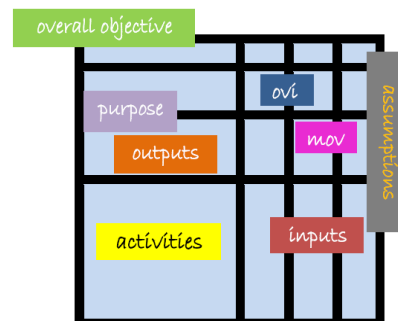 overall objective
ovi
assumptions
purpose
mov
outputs
activities
inputs